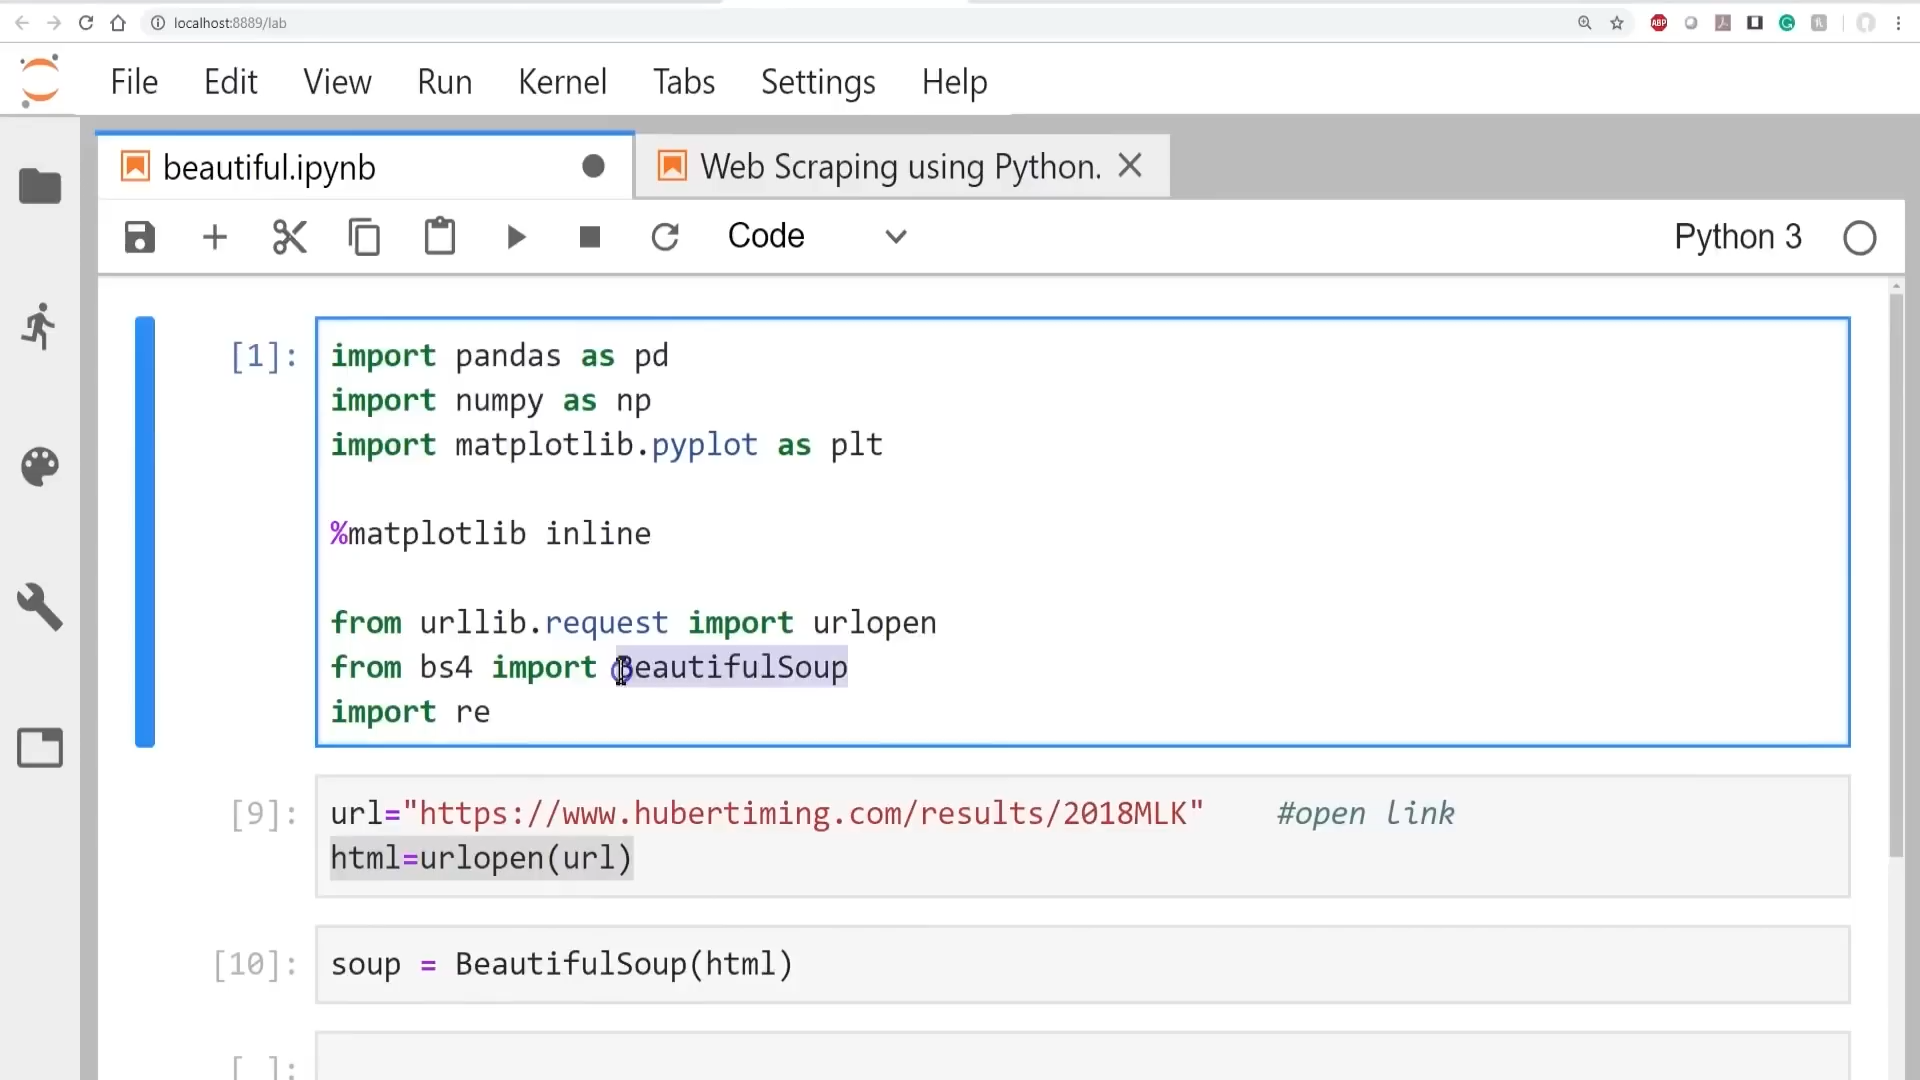 localhost:8889/lab
ABP
File Edit View Run Kernel Tabs Settings Help
beautiful.ipynb
Web Scraping using Python.
Code
Python 3
[1]:
import pandas as pd
import numpy as np
import matplotlib.pyplot as plt
%matplotlib inline
from urllib.request import urlopen
from bs4 import BeautifulSoup
import re
[9]:
url="https://www.hubertiming.com/results/2018MLK" #open link
html=urlopen(url)
[10]:
soup = BeautifulSoup(html)
[ ]: